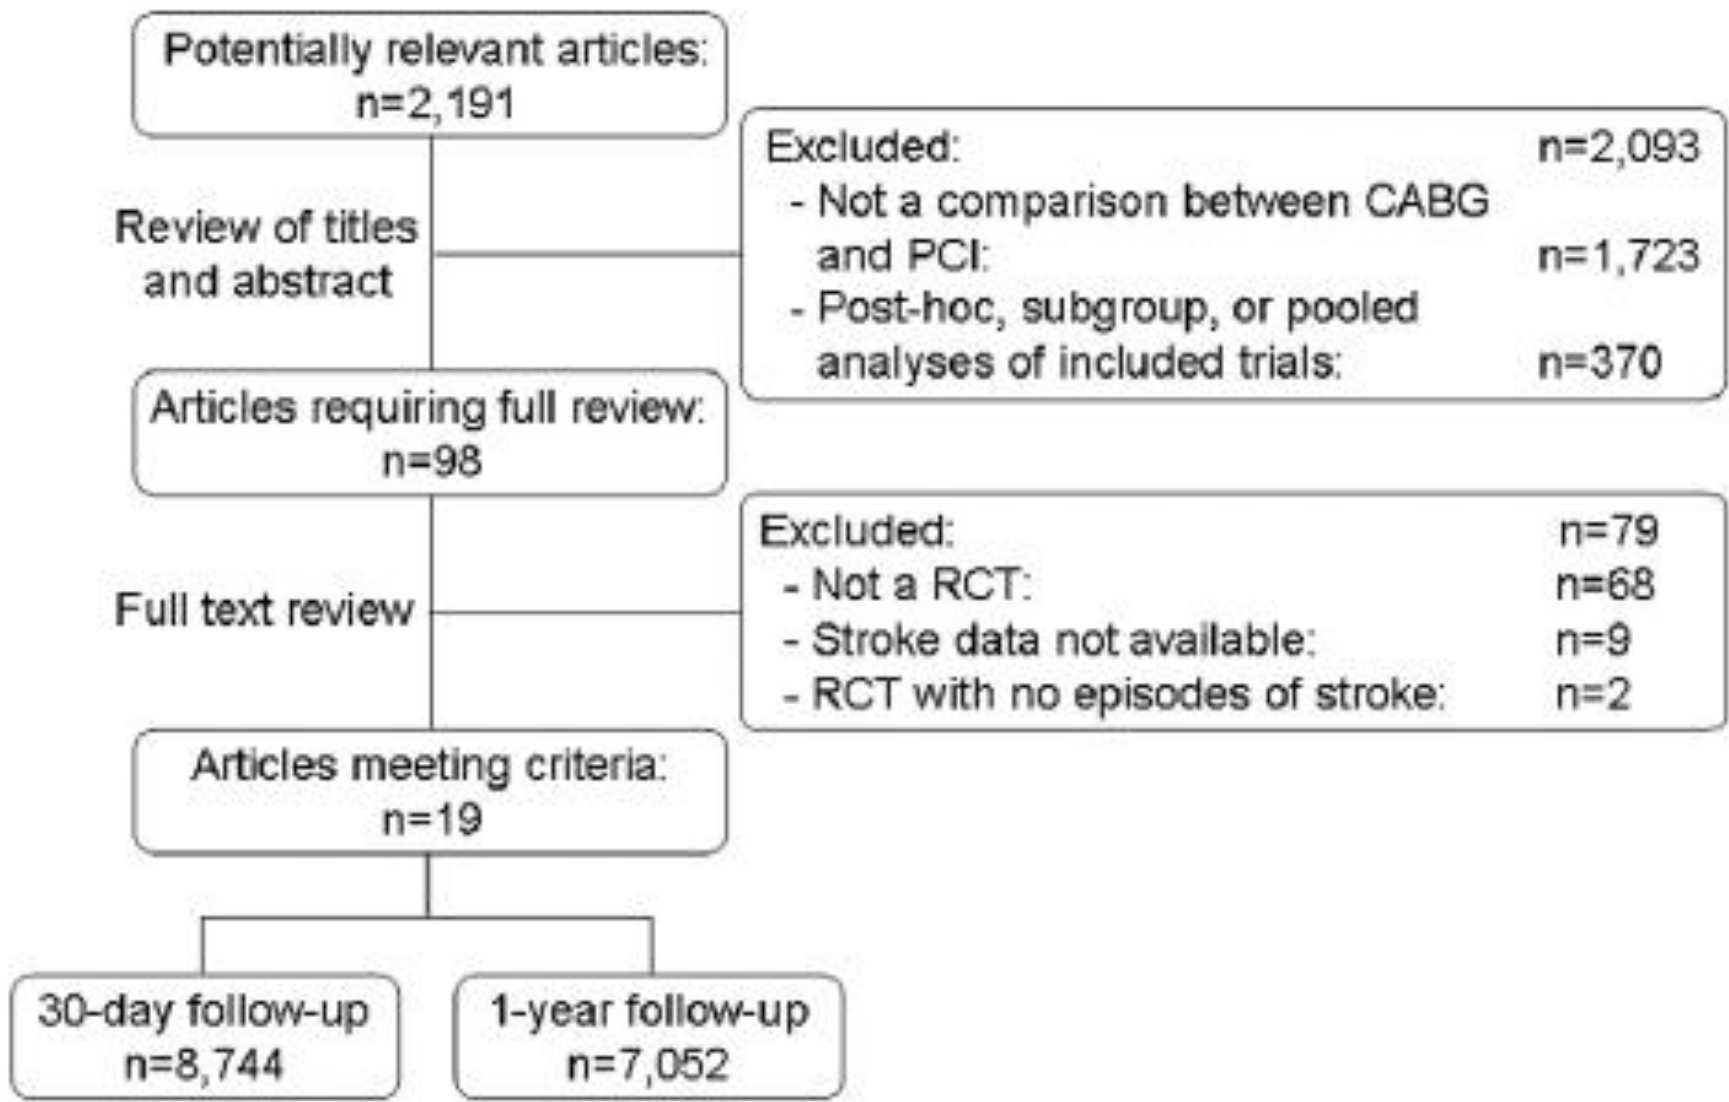 Potentially relevant articles:
n=2,191
Review of titles
and abstract
Excluded: n=2,093
- Not a comparison between CABG
and PCI: n=1,723
- Post-hoc, subgroup, or pooled
analyses of included trials: n=370
Articles requiring full review:
n=98
Full text review
Excluded: n=79
- Not a RCT: n=68
- Stroke data not available: n=9
- RCT with no episodes of stroke: n=2
Articles meeting criteria:
n=19
30-day follow-up
n=8,744
1-year follow-up
n=7,052